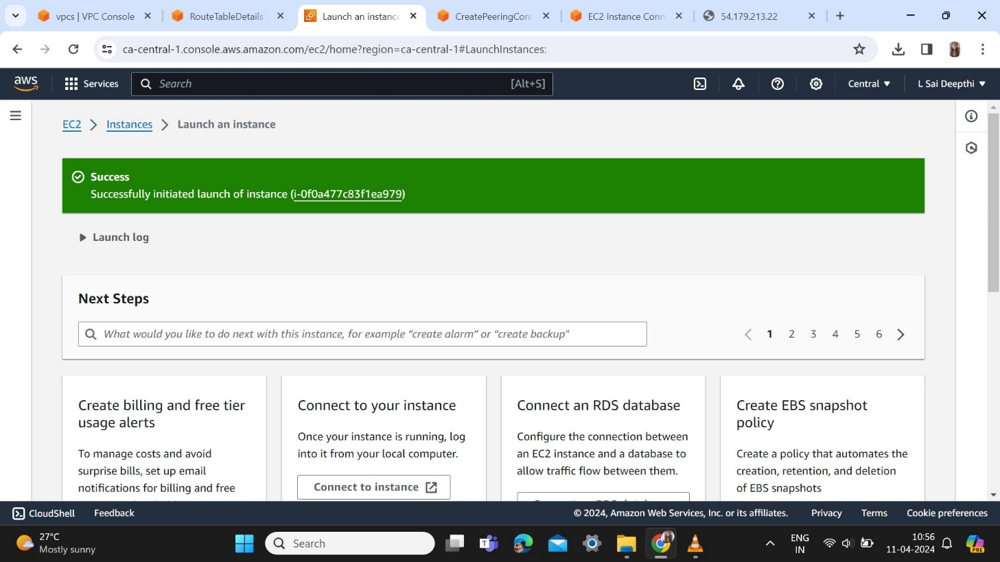 vpcs | VPC Console
RouteTableDetails
Launch an instance
CreatePeeringConn
EC2 Instance Conn
54.179.213.22
ca-central-1.console.aws.amazon.com/ec2/home?region=ca-central-1#LaunchInstances:
aws
Services
Search
[Alt+S]
Central
L Sai Deepthi
EC2
Instances
Launch an instance
Success
Successfully initiated launch of instance (i-0f0a477c83f1ea979)
Launch log
Next Steps
What would you like to do next with this instance, for example “create alarm” or “create backup”
1 2 3 4 5 6
Create billing and free tier
usage alerts
To manage costs and avoid
surprise bills, set up email
notifications for billing and free
Connect to your instance
Once your instance is running, log
into it from your local computer.
Connect to instance
Connect an RDS database
Configure the connection between
an EC2 instance and a database to
allow traffic flow between them.
Create EBS snapshot
policy
Create a policy that automates the
creation, retention, and deletion
of EBS snapshots
CloudShell
Feedback
© 2024, Amazon Web Services, Inc. or its affiliates.
Privacy
Terms
Cookie preferences
27°C
Mostly sunny
Search
ENG
IN
10:56
11-04-2024
PRE